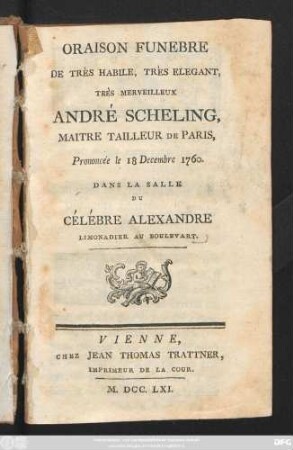 ORAISON FUNEBRE
DE TRÈS HABILE, TRÈS ELEGANT,
TRÈS MERVEILLEUX
ANDRÉ SCHELING,
MAITRE TAILLEUR DE PARIS,
Prononcée le 18 Decembre 1760.
DANS LA SALLE
DU
CÉLÉBRE ALEXANDRE
LIMONADIER AU BOULEVART.
VIENNE,
CHEZ JEAN THOMAS TRATTNER,
IMPRIMEUR DE LA COUR.
M. DCC. LXI.